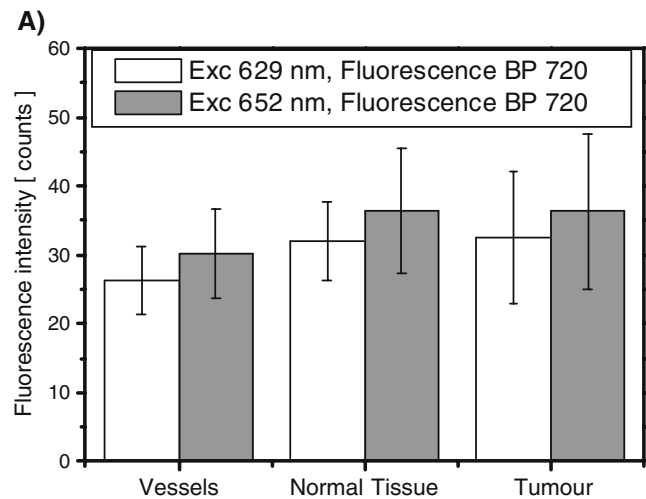 A)
Exc 629 nm, Fluorescence BP 720
Exc 652 nm, Fluorescence BP 720
Fluorescence intensity [ counts ]
60
50
40
30
20
10
0
Vessels Normal Tissue Tumour